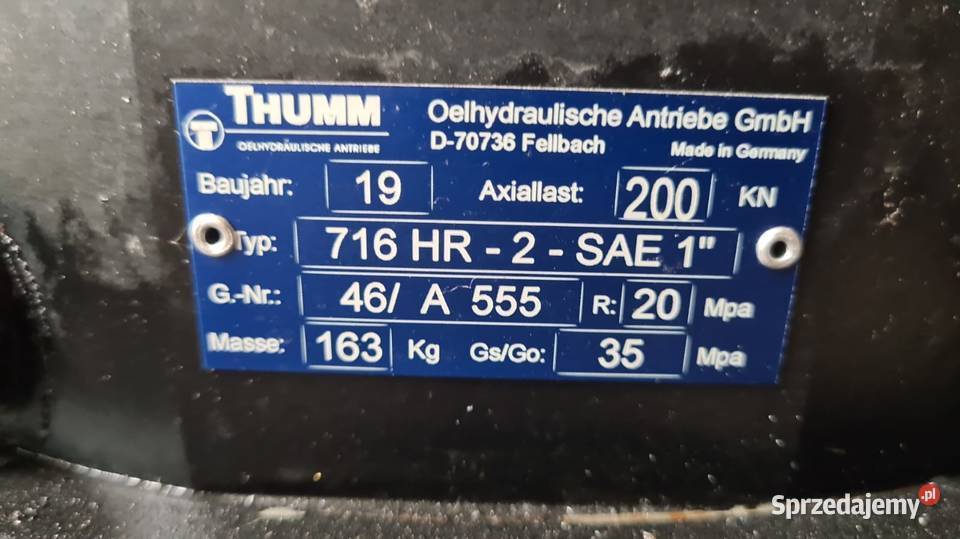 THUMM
OELHYDRAULISCHE ANTRIEBE
Oelhydraulische Antriebe GmbH
D-70736 Fellbach
Made in Germany
Baujahr: 19 Axiallast: 200 KN
Typ: 716 HR - 2 - SAE 1"
G.-Nr.: 46/ A 555 R: 20 Mpa
Masse: 163 Kg Gs/Go: 35 Mpa
Sprzedajemy.pl